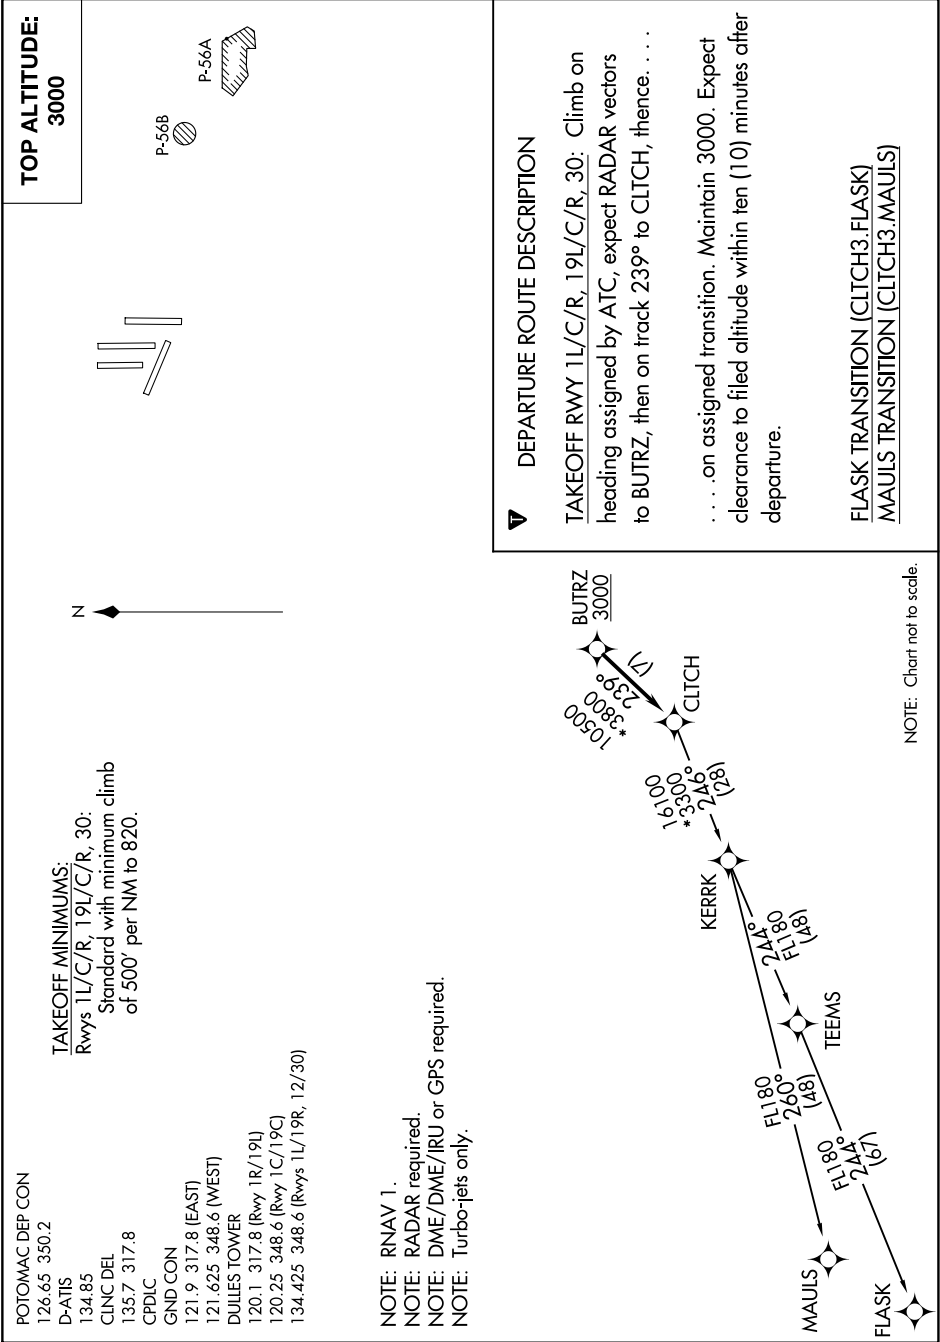 POTOMAC DEP CON
126.65 350.2
D-ATIS
134.85
CLNC DEL
135.7 317.8
CPDLC
GND CON
121.9 317.8 (EAST)
121.625 348.6 (WEST)
DULLES TOWER
120.1 317.8 (Rwy 1R/19L)
120.25 348.6 (Rwy 1C/19C)
134.425 348.6 (Rwys 1L/19R, 12/30)
TAKEOFF MINIMUMS:
Rwys 1L/C/R, 19L/C/R, 30:
Standard with minimum climb
of 500' per NM to 820.
N
TOP ALTITUDE:
3000
P-56B
P-56A
NOTE: RNAV 1.
NOTE: RADAR required.
NOTE: DME/DME/IRU or GPS required.
NOTE: Turbo-jets only.
BUTRZ
3000
10500
*3800
239°
(7)
CLTCH
16100
*3300
246°
(28)
KERRK
244°
FL180
(48)
TEEMS
FL180
260°
(48)
FL180
244°
(67)
MAULS
FLASK
NOTE: Chart not to scale.
T
DEPARTURE ROUTE DESCRIPTION
TAKEOFF RWY 1L/C/R, 19L/C/R, 30: Climb on
heading assigned by ATC, expect RADAR vectors
to BUTRZ, then on track 239° to CLTCH, thence. . . .
. . . .on assigned transition. Maintain 3000. Expect
clearance to filed altitude within ten (10) minutes after
departure.
FLASK TRANSITION (CLTCH3.FLASK)
MAULS TRANSITION (CLTCH3.MAULS)